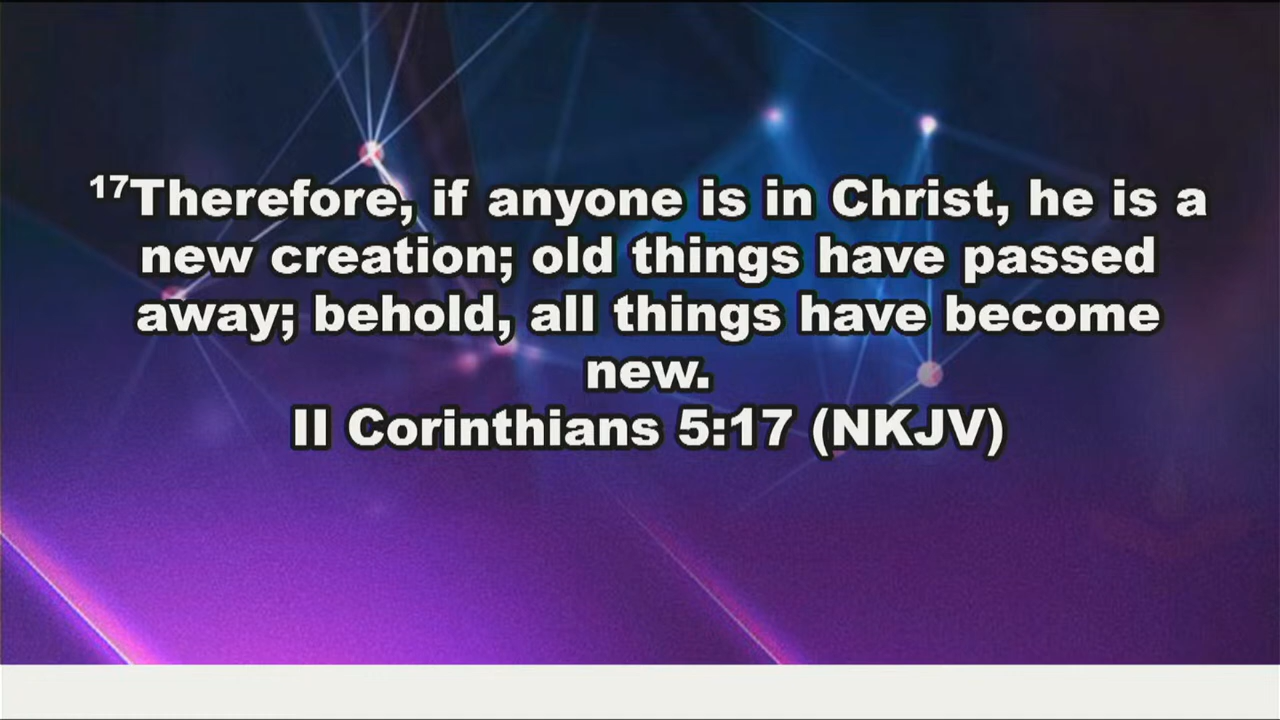 ¹⁷Therefore, if anyone is in Christ, he is a
new creation; old things have passed
away; behold, all things have become
new.
II Corinthians 5:17 (NKJV)